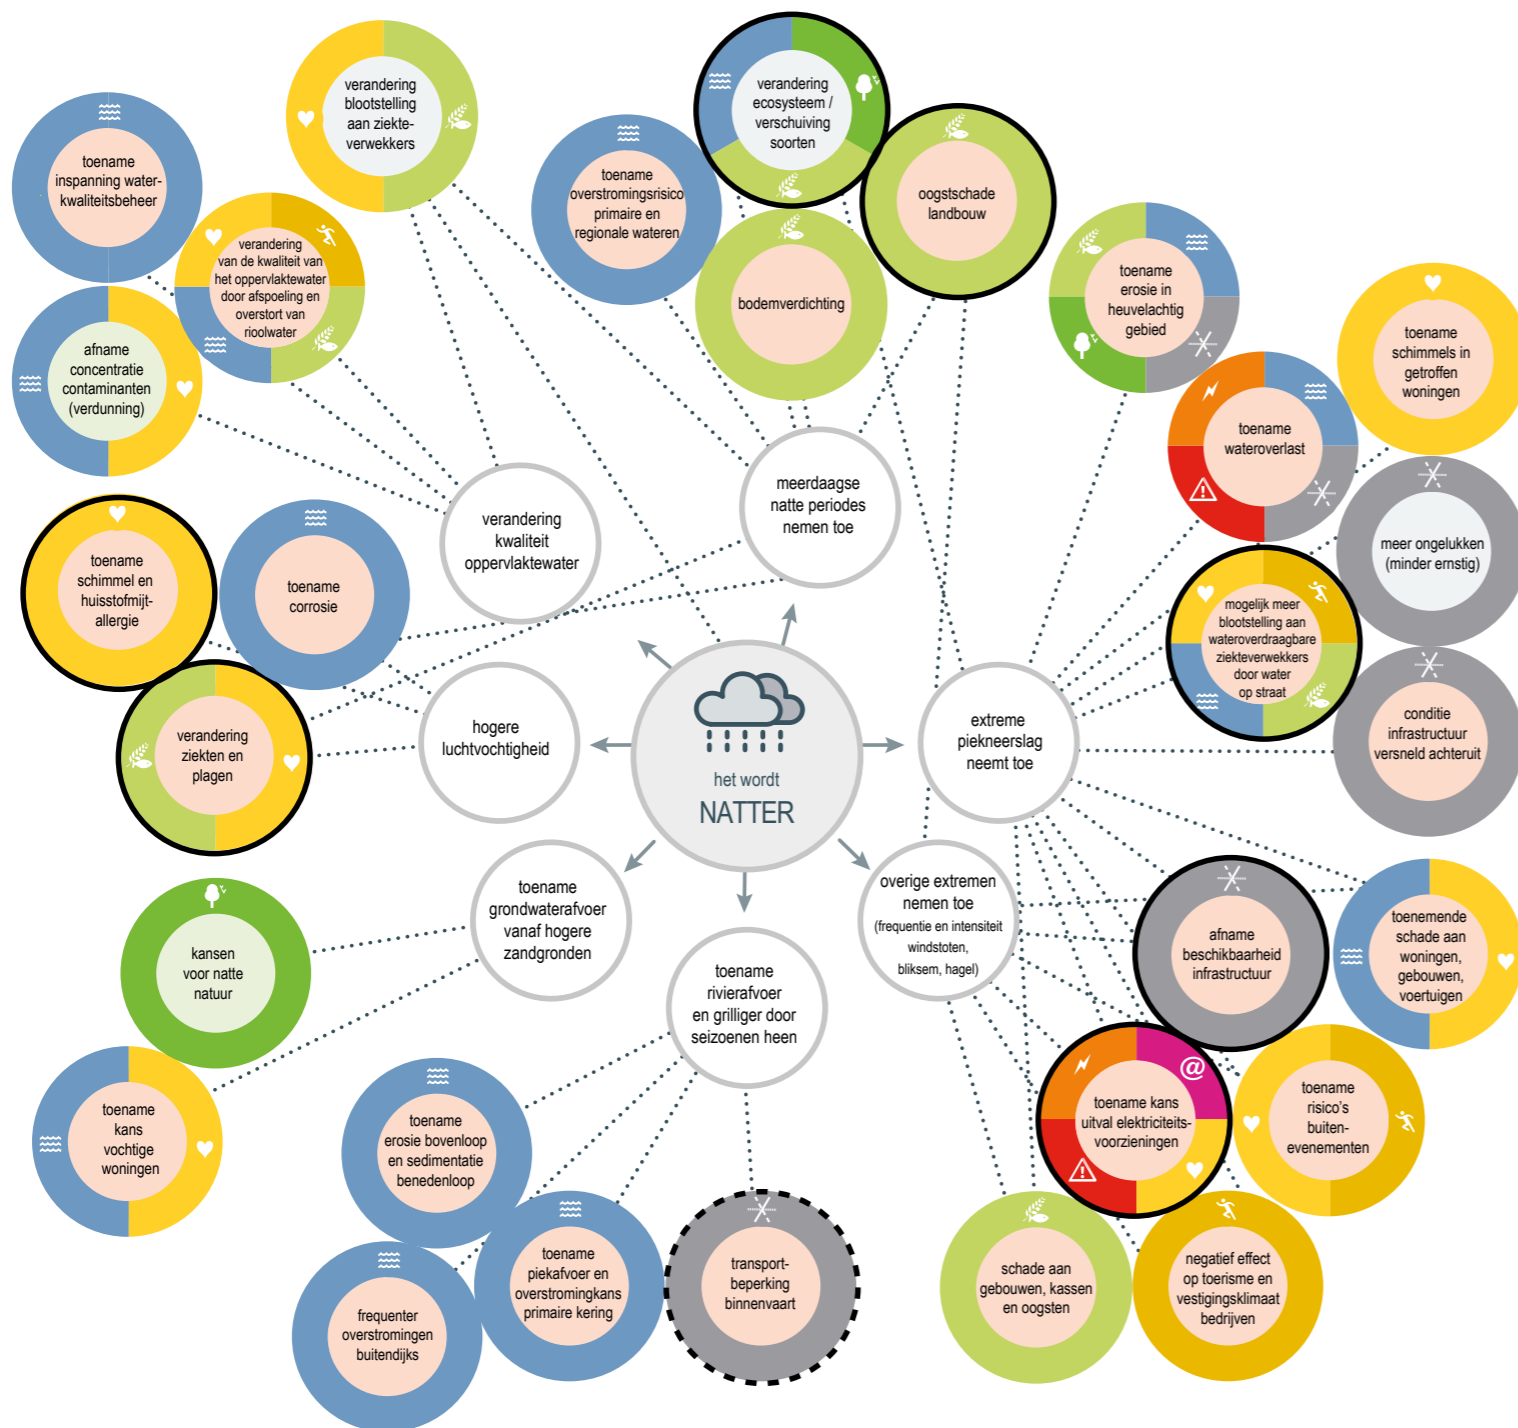 verandering
blootstelling
aan ziekte-
verwekkers
toename
inspanning water-
kwaliteitsbeheer
verandering
van de kwaliteit van
het oppervlaktewater
door afspoeling en
overstort van
rioolwater
afname
concentratie
contaminanten
(verdunning)
toename
overstromingsrisico
primaire en
regionale wateren
verandering
ecosysteem /
verschuiving
soorten
oogstschade
landbouw
bodemverdichting
toename
erosie in
heuvelachtig
gebied
toename
schimmels in
getroffen
woningen
toename
wateroverlast
meer ongelukken
(minder ernstig)
mogelijk meer
blootstelling aan
wateroverdraagbare
ziekteverwekkers
door water
op straat
conditie
infrastructuur
versneld achteruit
verandering
kwaliteit
oppervlaktewater
meerdaagse
natte periodes
nemen toe
toename
schimmel en
huisstofmijt-
allergie
toename
corrosie
verandering
ziekten en
plagen
hogere
luchtvochtigheid
het wordt
NATTER
extreme
piekneerslag
neemt toe
toename
grondwaterafvoer
vanaf hogere
zandgronden
overige extremen
nemen toe
(frequentie en intensiteit
windstoten,
bliksem, hagel)
toename
rivierafvoer
en grilliger door
seizoenen heen
kansen
voor natte
natuur
toename
kans
vochtige
woningen
toename
erosie bovenloop
en sedimentatie
benedenloop
toename
piekafvoer en
overstromingkans
primaire kering
frequenter
overstromingen
buitendijks
transport-
beperking
binnenvaart
afname
beschikbaarheid
infrastructuur
toenemende
schade aan
woningen,
gebouwen,
voertuigen
@
toename kans
uitval elektriciteits-
voorzieningen
toename
risico's
buiten-
evenementen
schade aan
gebouwen, kassen
en oogsten
negatief effect
op toerisme en
vestigingsklimaat
bedrijven